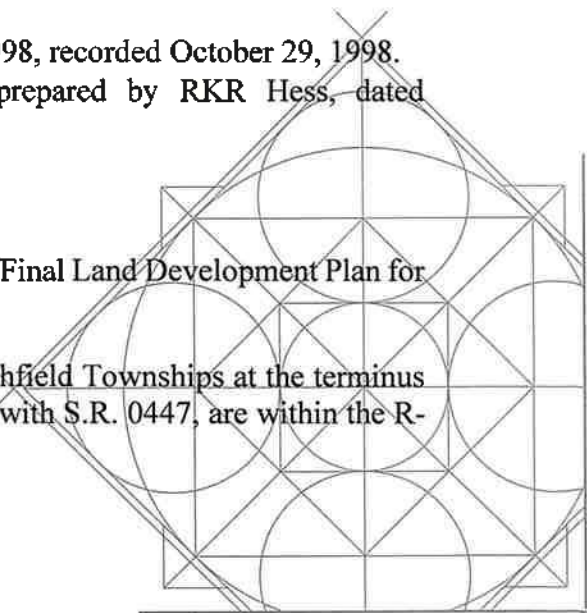 98, recorded October 29, 1998.
prepared by RKR Hess, dated
Final Land Development Plan for
hfield Townships at the terminus
with S.R. 0447, are within the R-